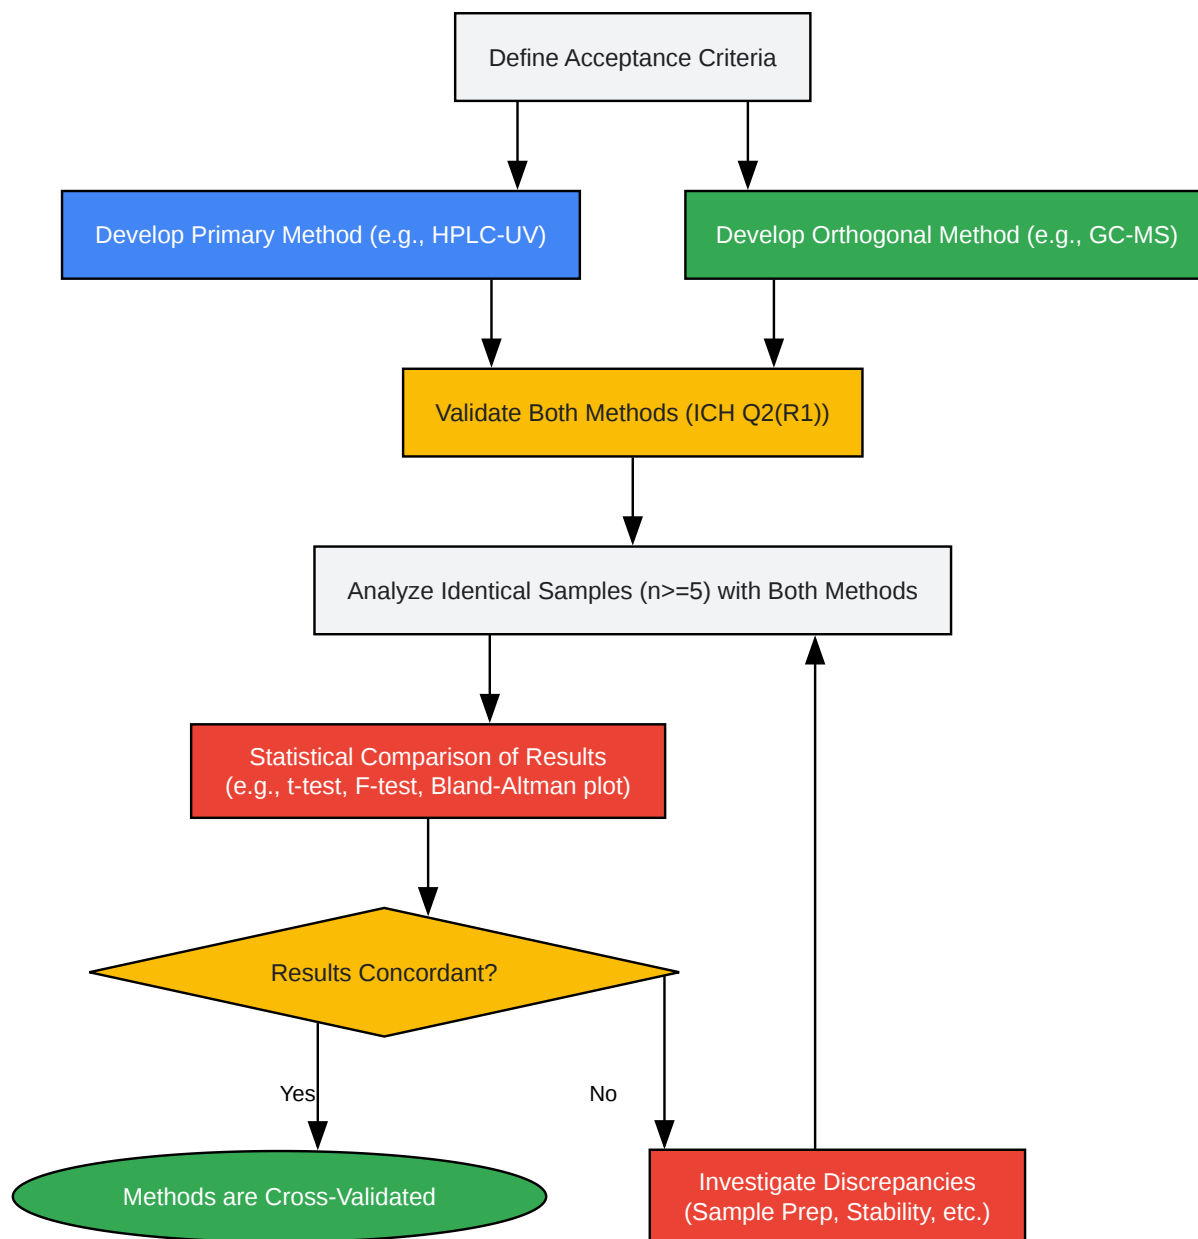 Define Acceptance Criteria
Develop Primary Method (e.g., HPLC-UV)
Develop Orthogonal Method (e.g., GC-MS)
Validate Both Methods (ICH Q2(R1))
Analyze Identical Samples (n>=5) with Both Methods
Statistical Comparison of Results
(e.g., t-test, F-test, Bland-Altman plot)
Results Concordant?
Yes
No
Methods are Cross-Validated
Investigate Discrepancies
(Sample Prep, Stability, etc.)